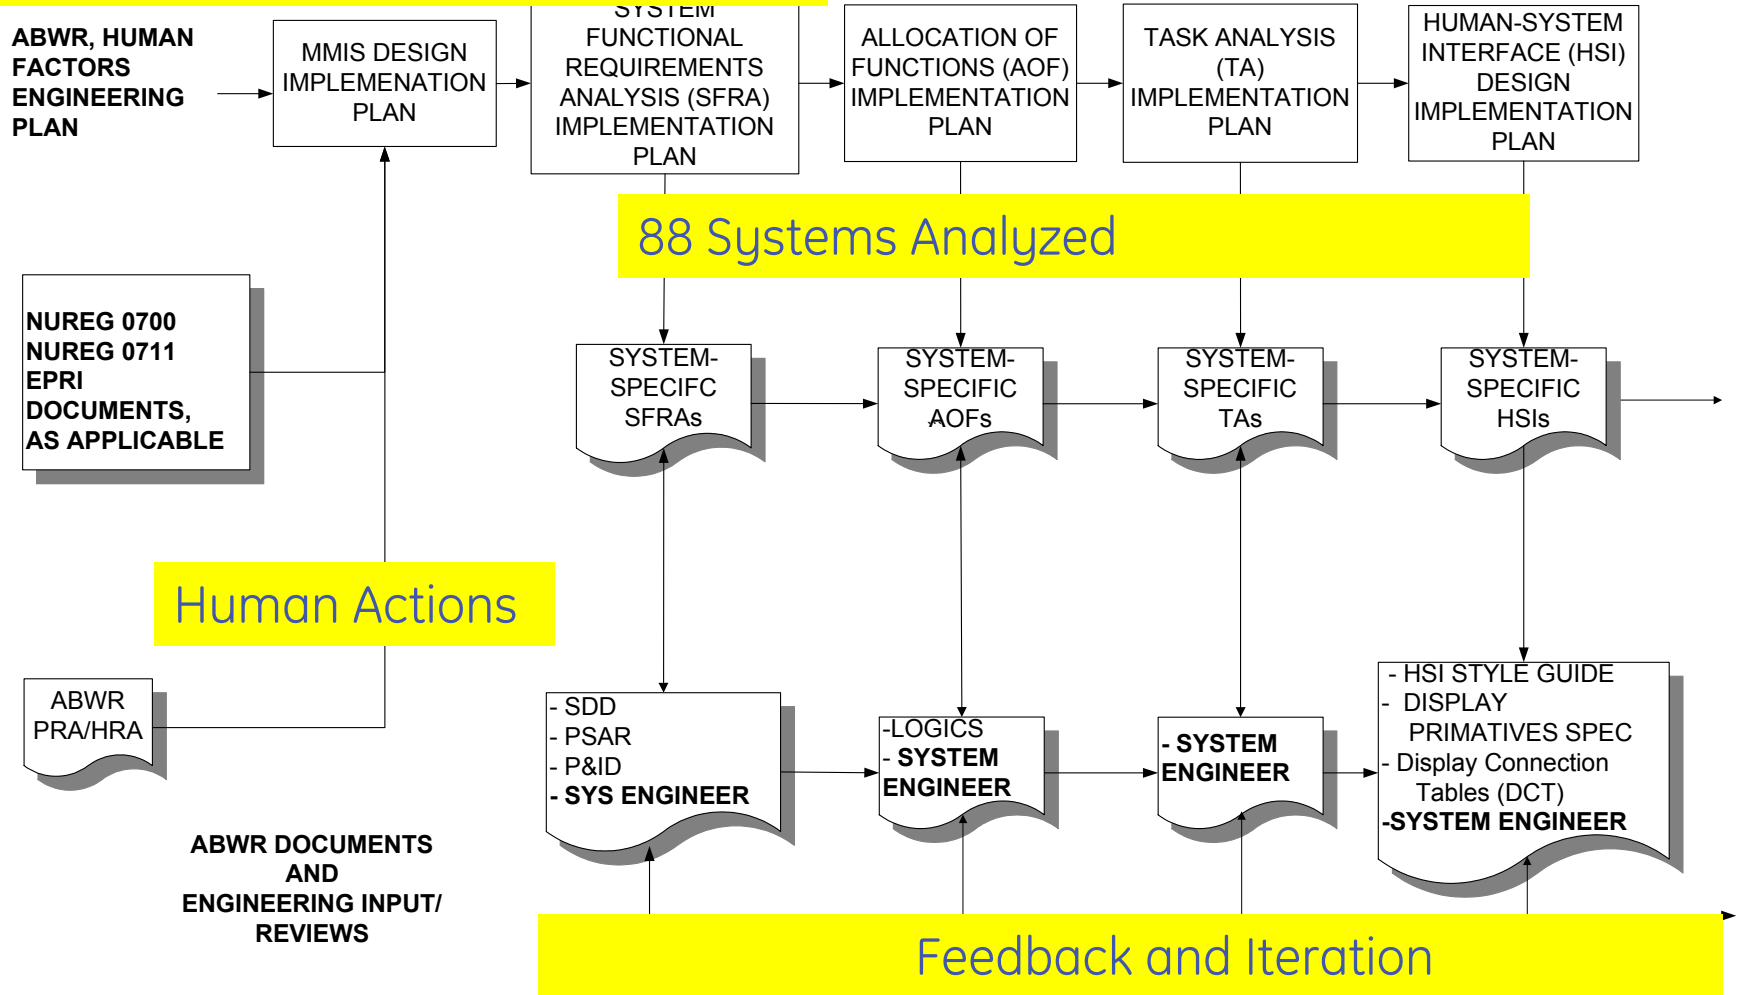 ABWR, HUMAN
FACTORS
ENGINEERING
PLAN
MMIS DESIGN
IMPLEMENATION
PLAN
SYSTEM
FUNCTIONAL
REQUIREMENTS
ANALYSIS (SFRA)
IMPLEMENTATION
PLAN
ALLOCATION OF
FUNCTIONS (AOF)
IMPLEMENTATION
PLAN
TASK ANALYSIS
(TA)
IMPLEMENTATION
PLAN
HUMAN-SYSTEM
INTERFACE (HSI)
DESIGN
IMPLEMENTATION
PLAN
88 Systems Analyzed
NUREG 0700
NUREG 0711
EPRI
DOCUMENTS,
AS APPLICABLE
SYSTEM-
SPECIFC
SFRAs
SYSTEM-
SPECIFIC
AOFs
SYSTEM-
SPECIFIC
TAs
SYSTEM-
SPECIFIC
HSIs
Human Actions
ABWR
PRA/HRA
- SDD
- PSAR
- P&ID
- SYS ENGINEER
-LOGICS
- SYSTEM
ENGINEER
- SYSTEM
ENGINEER
- HSI STYLE GUIDE
- DISPLAY
PRIMATIVES SPEC
- Display Connection
Tables (DCT)
-SYSTEM ENGINEER
ABWR DOCUMENTS
AND
ENGINEERING INPUT/
REVIEWS
Feedback and Iteration